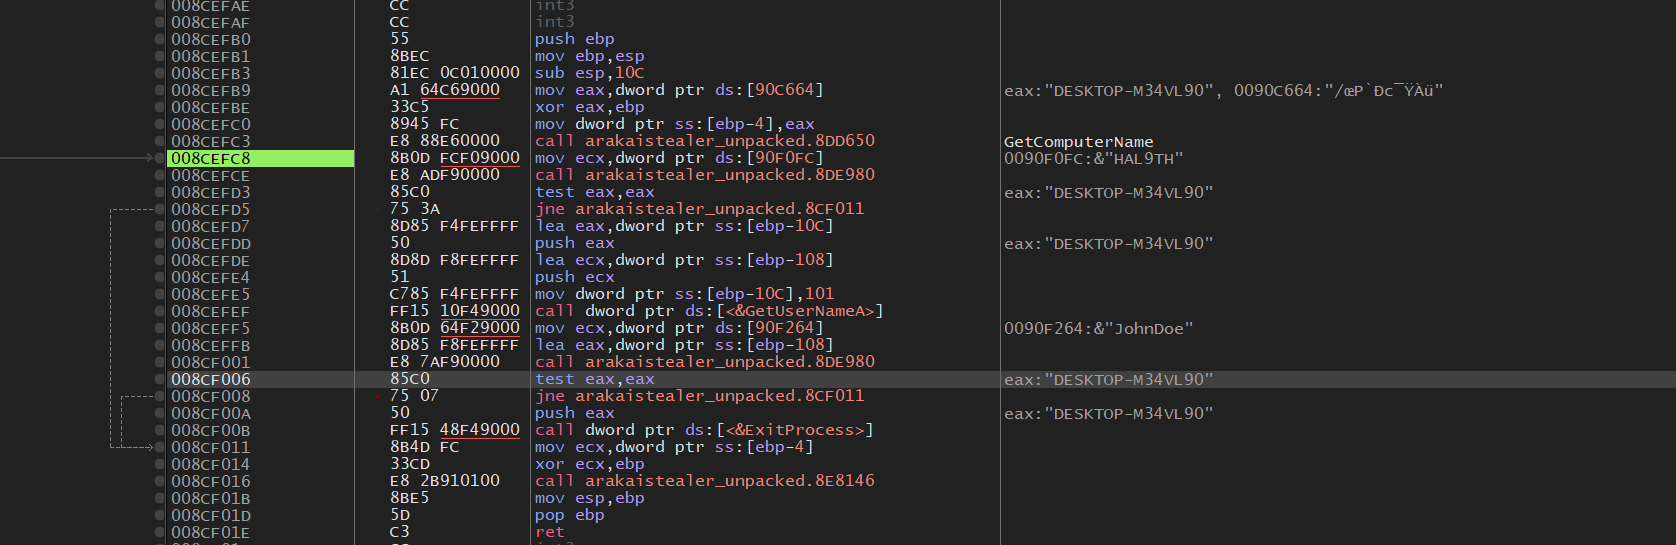 008CEFAE CC int3
008CEFAF CC int3
008CEFB0 55 push ebp
008CEFB1 8BEC mov ebp,esp
008CEFB3 81EC 0C010000 sub esp,10C
008CEFB9 A1 64C69000 mov eax,dword ptr ds:[90C664] eax:"DESKTOP-M34VL90", 0090C664:"/œP`Ðc¯ŸÀü"
008CEFBE 33C5 xor eax,ebp
008CEFC0 8945 FC mov dword ptr ss:[ebp-4],eax
008CEFC3 E8 88E60000 call arakaistealer_unpacked.8DD650 GetComputerName
008CEFC8 8B0D FCF09000 mov ecx,dword ptr ds:[90F0FC] 0090F0FC:&"HAL9TH"
008CEFCE E8 ADF90000 call arakaistealer_unpacked.8DE980
008CEFD3 85C0 test eax,eax eax:"DESKTOP-M34VL90"
008CEFD5 75 3A jne arakaistealer_unpacked.8CF011
008CEFD7 8D85 F4FEFFFF lea eax,dword ptr ss:[ebp-10C]
008CEFDD 50 push eax eax:"DESKTOP-M34VL90"
008CEFDE 8D8D F8FEFFFF lea ecx,dword ptr ss:[ebp-108]
008CEFE4 51 push ecx
008CEFE5 C785 F4FEFFFF mov dword ptr ss:[ebp-10C],101
008CEFEF FF15 10F49000 call dword ptr ds:[<&GetUserNameA>]
008CEFF5 8B0D 64F29000 mov ecx,dword ptr ds:[90F264] 0090F264:&"JohnDoe"
008CEFFB 8D85 F8FEFFFF lea eax,dword ptr ss:[ebp-108]
008CF001 E8 7AF90000 call arakaistealer_unpacked.8DE980
008CF006 85C0 test eax,eax eax:"DESKTOP-M34VL90"
008CF008 75 07 jne arakaistealer_unpacked.8CF011
008CF00A 50 push eax eax:"DESKTOP-M34VL90"
008CF00B FF15 48F49000 call dword ptr ds:[<&ExitProcess>]
008CF011 8B4D FC mov ecx,dword ptr ss:[ebp-4]
008CF014 33CD xor ecx,ebp
008CF016 E8 2B910100 call arakaistealer_unpacked.8E8146
008CF01B 8BE5 mov esp,ebp
008CF01D 5D pop ebp
008CF01E C3 ret